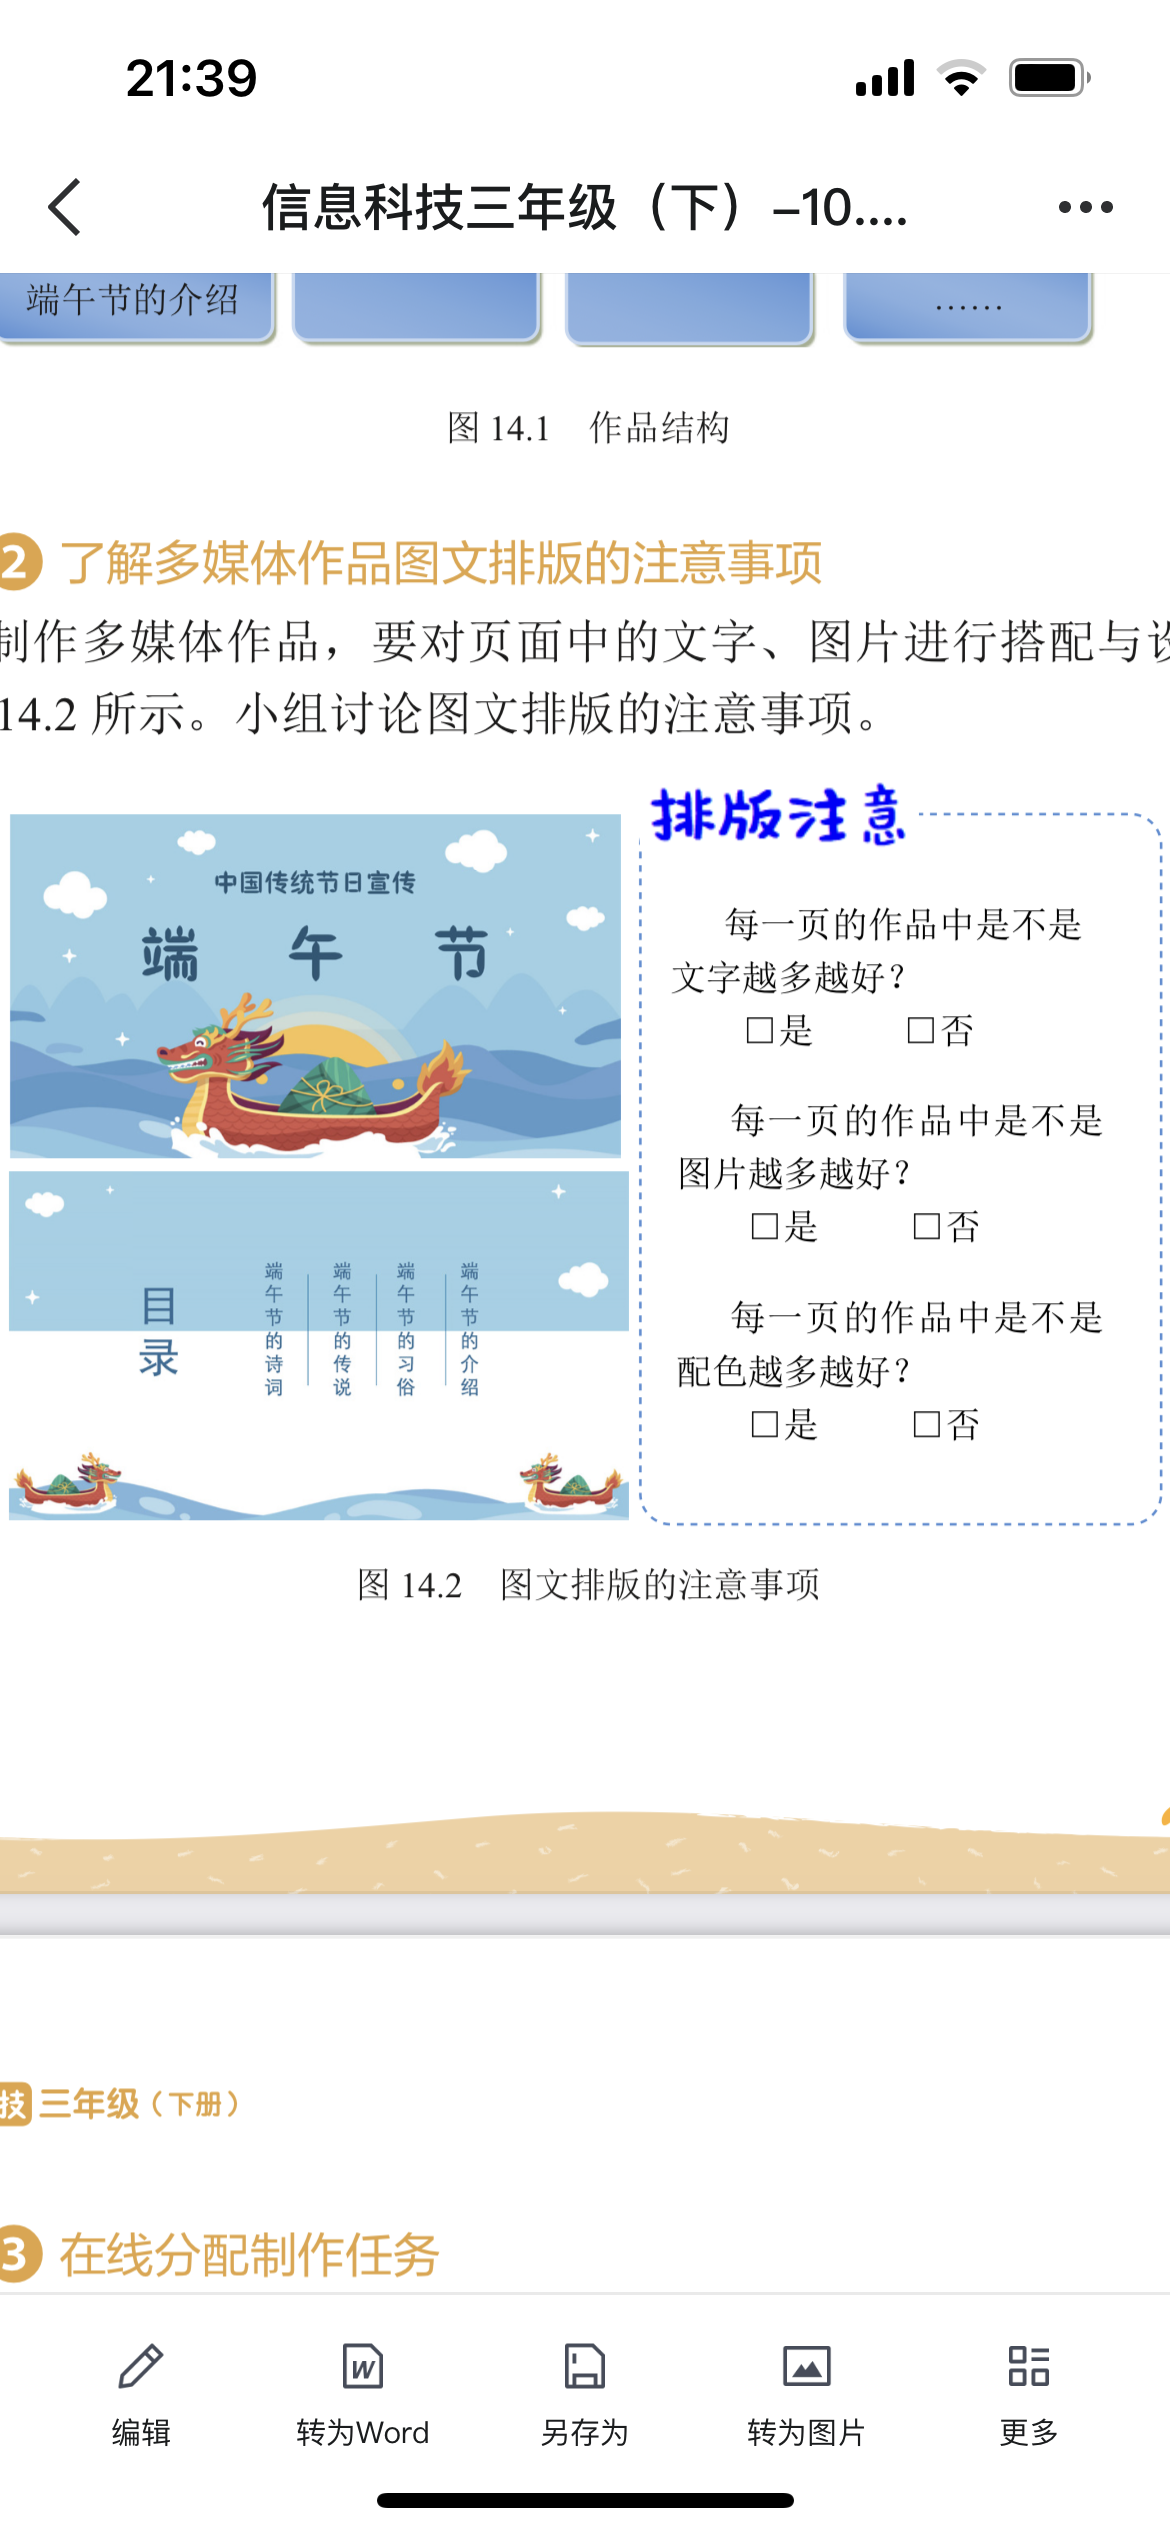 21:39
信息科技三年级（下）–10....
端午节的介绍
……
图 14.1 作品结构
2 了解多媒体作品图文排版的注意事项
制作多媒体作品，要对页面中的文字、图片进行搭配与设
14.2 所示。小组讨论图文排版的注意事项。
中国传统节日宣传
端 午 节
目录
端午节的诗词
端午节的传说
端午节的习俗
端午节的介绍
排版注意
每一页的作品中是不是
文字越多越好？
□是 □否
每一页的作品中是不是
图片越多越好？
□是 □否
每一页的作品中是不是
配色越多越好？
□是 □否
图 14.2 图文排版的注意事项
技 三年级（下册）
3 在线分配制作任务
编辑
转为Word
另存为
转为图片
更多